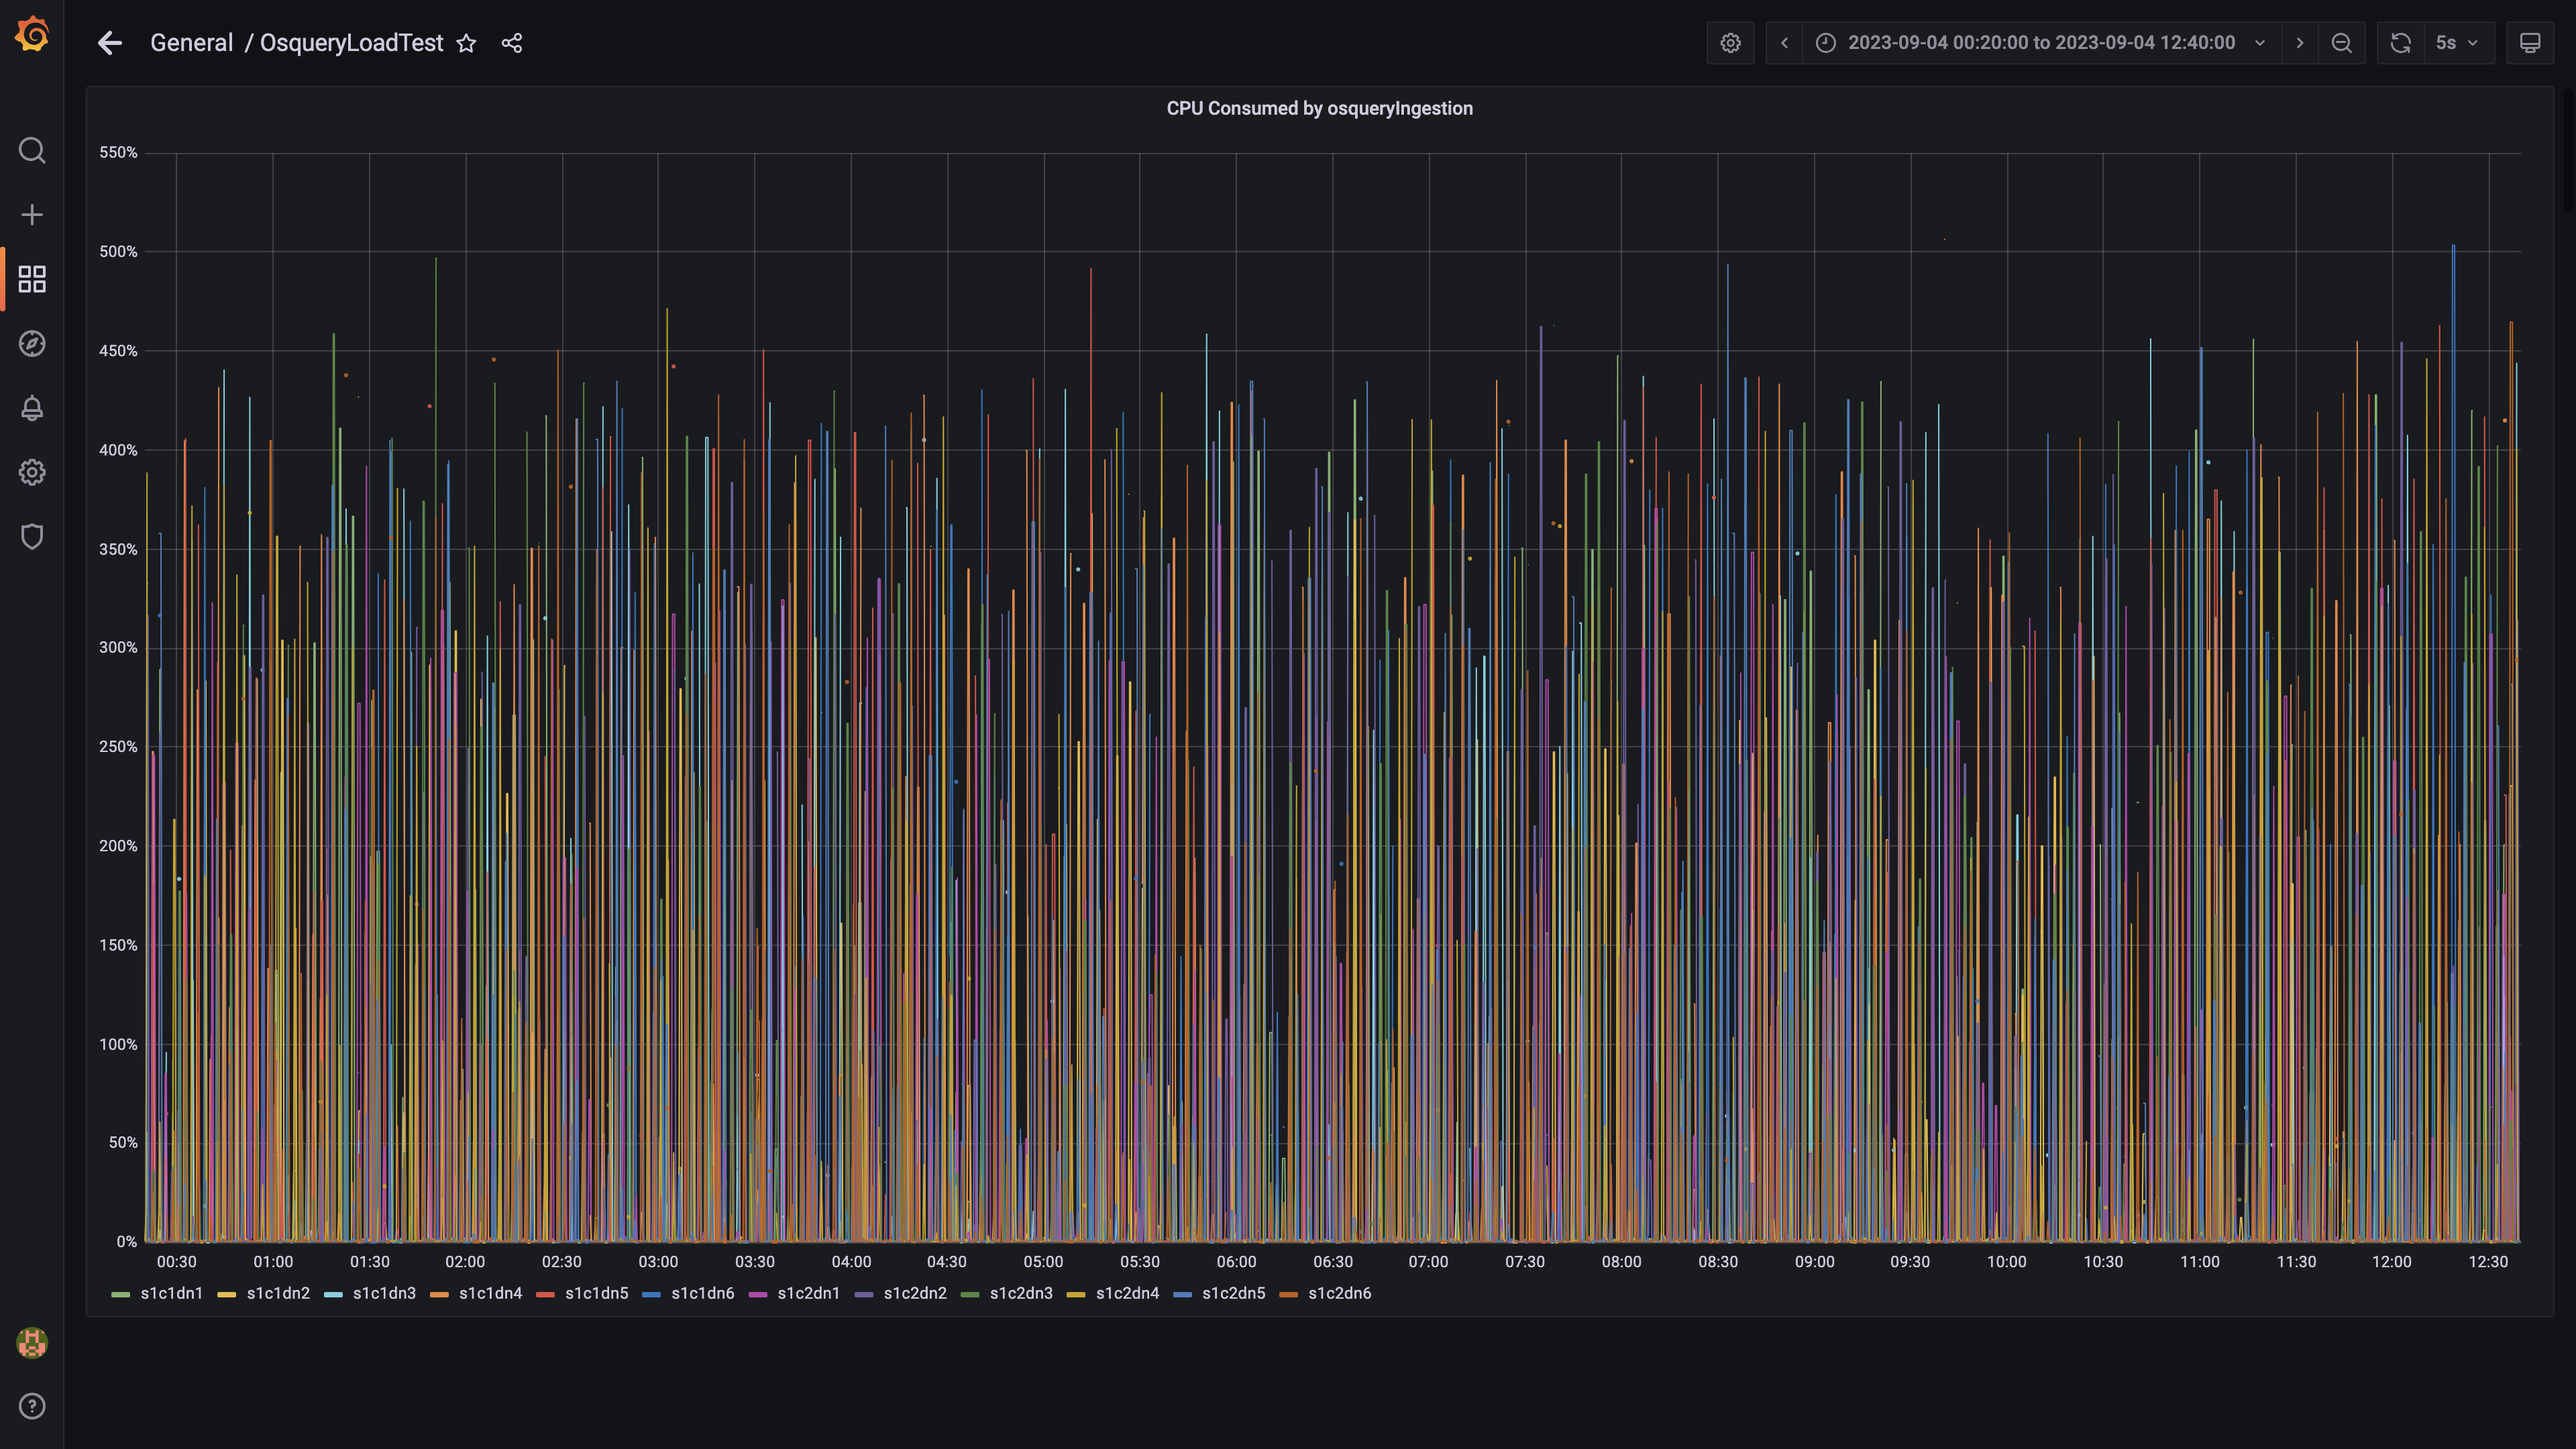 General / OsqueryLoadTest
2023-09-04 00:20:00 to 2023-09-04 12:40:00
5s
CPU Consumed by osqueryIngestion
550%
500%
450%
400%
350%
300%
250%
200%
150%
100%
50%
0%
00:30 01:00 01:30 02:00 02:30 03:00 03:30 04:00 04:30 05:00 05:30 06:00 06:30 07:00 07:30 08:00 08:30 09:00 09:30 10:00 10:30 11:00 11:30 12:00 12:30
s1c1dn1 s1c1dn2 s1c1dn3 s1c1dn4 s1c1dn5 s1c1dn6 s1c2dn1 s1c2dn2 s1c2dn3 s1c2dn4 s1c2dn5 s1c2dn6